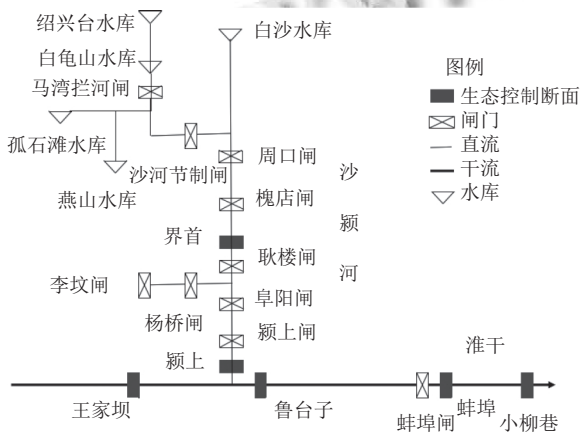 绍兴台水库
白龟山水库
马湾拦河闸
孤石滩水库
燕山水库
沙河节制闸
白沙水库
周口闸
槐店闸
界首
耿楼闸
李坟闸
杨桥闸
阜阳闸
颍上闸
颍上
沙
颍
河
图例
生态控制断面
闸门
直流
干流
水库
淮干
王家坝
鲁台子
蚌埠闸
蚌埠
小柳巷